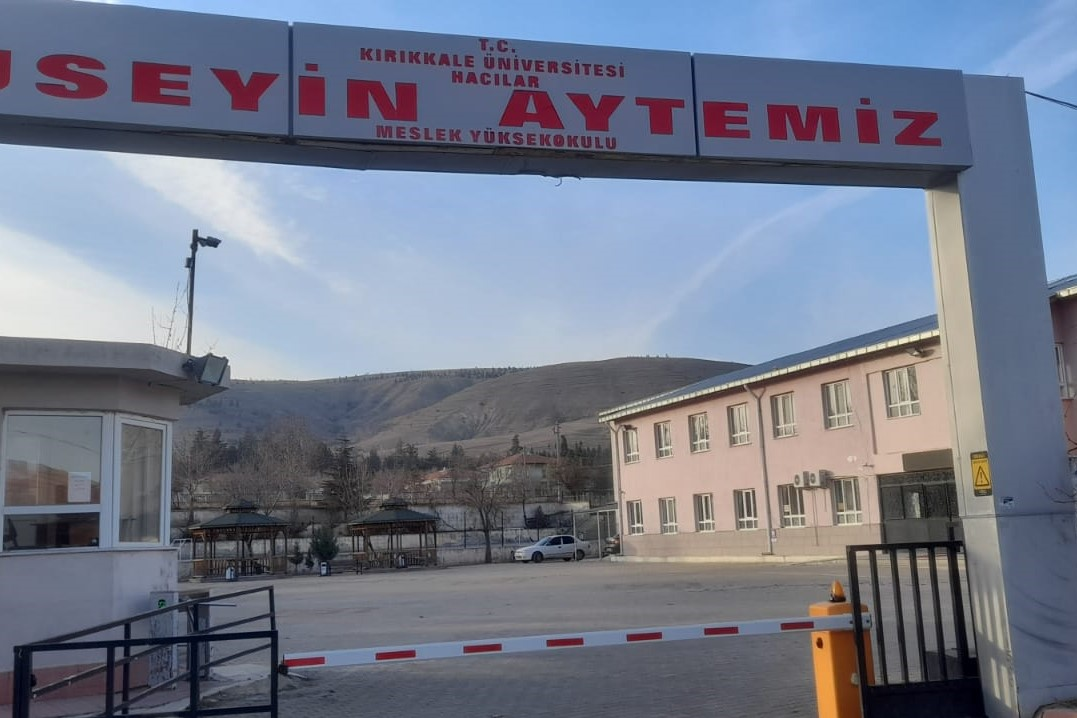 T.C.
KIRIKKALE ÜNİVERSİTESİ
HACILAR
USEYİN AYTEMİZ
MESLEK YÜKSEKOKULU